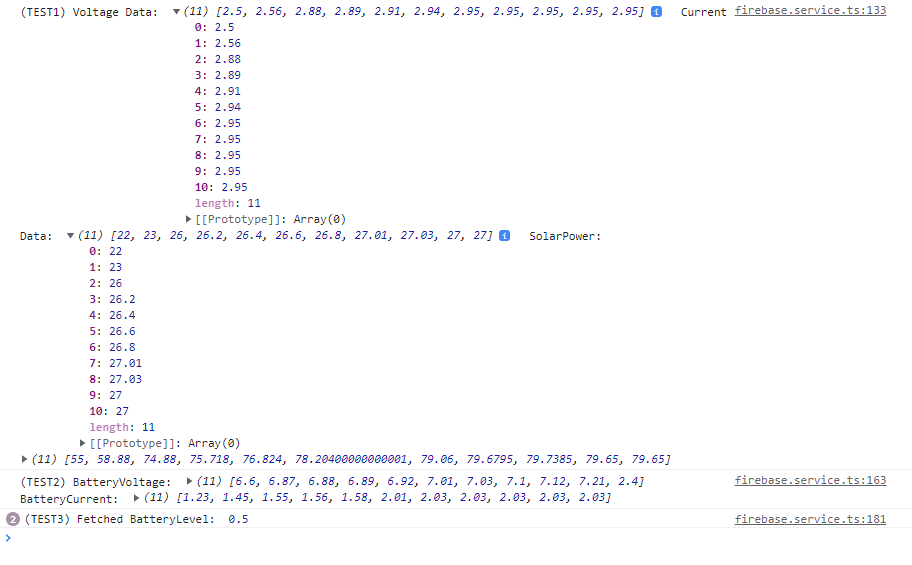 (TEST1) Voltage Data: ▼(11) [2.5, 2.56, 2.88, 2.89, 2.91, 2.94, 2.95, 2.95, 2.95, 2.95, 2.95] i Current firebase.service.ts:133
0: 2.5
1: 2.56
2: 2.88
3: 2.89
4: 2.91
5: 2.94
6: 2.95
7: 2.95
8: 2.95
9: 2.95
10: 2.95
length: 11
▶[[Prototype]]: Array(0)
Data: ▼(11) [22, 23, 26, 26.2, 26.4, 26.6, 26.8, 27.01, 27.03, 27, 27] i SolarPower:
0: 22
1: 23
2: 26
3: 26.2
4: 26.4
5: 26.6
6: 26.8
7: 27.01
8: 27.03
9: 27
10: 27
length: 11
▶[[Prototype]]: Array(0)
▶(11) [55, 58.88, 74.88, 75.718, 76.824, 78.20400000000001, 79.06, 79.6795, 79.7385, 79.65, 79.65]
(TEST2) BatteryVoltage: ▶(11) [6.6, 6.87, 6.88, 6.89, 6.92, 7.01, 7.03, 7.1, 7.12, 7.21, 2.4] firebase.service.ts:163
BatteryCurrent: ▶(11) [1.23, 1.45, 1.55, 1.56, 1.58, 2.01, 2.03, 2.03, 2.03, 2.03, 2.03]
2 (TEST3) Fetched BatteryLevel: 0.5 firebase.service.ts:181
>